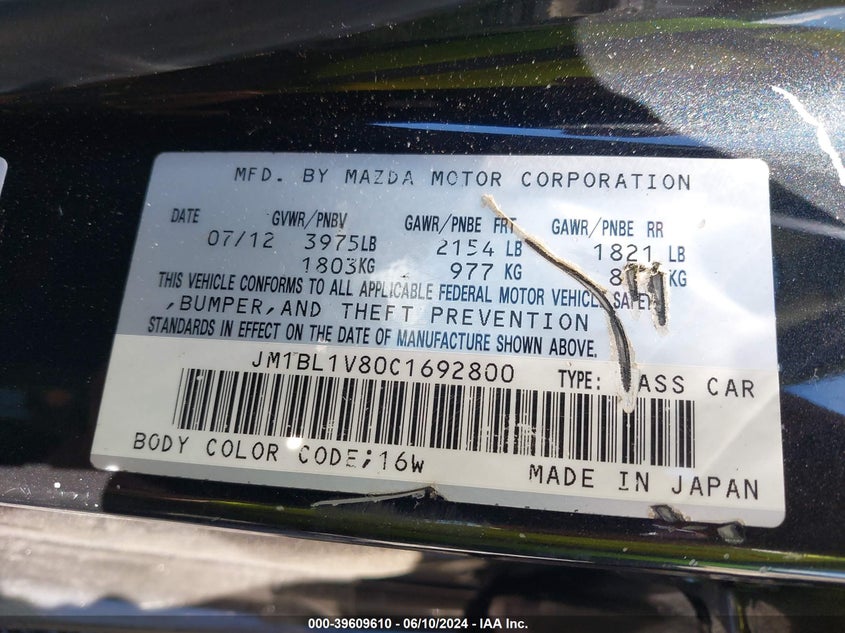 MFD. BY MAZDA MOTOR CORPORATION
DATE GVWR/PNBV GAWR/PNBE FRT GAWR/PNBE RR
07/12 3975LB 2154 LB 1821 LB
1803KG 977 KG KG
THIS VEHICLE CONFORMS TO ALL APPLICABLE FEDERAL MOTOR VEHICLE SAFETY
,BUMPER,AND THEFT PREVENTION
STANDARDS IN EFFECT ON THE DATE OF MANUFACTURE SHOWN ABOVE.
JM1BL1V80C1692800 TYPE: PASS CAR
BODY COLOR CODE;16W MADE IN JAPAN
000-39609610 - 06/10/2024 - IAA Inc.